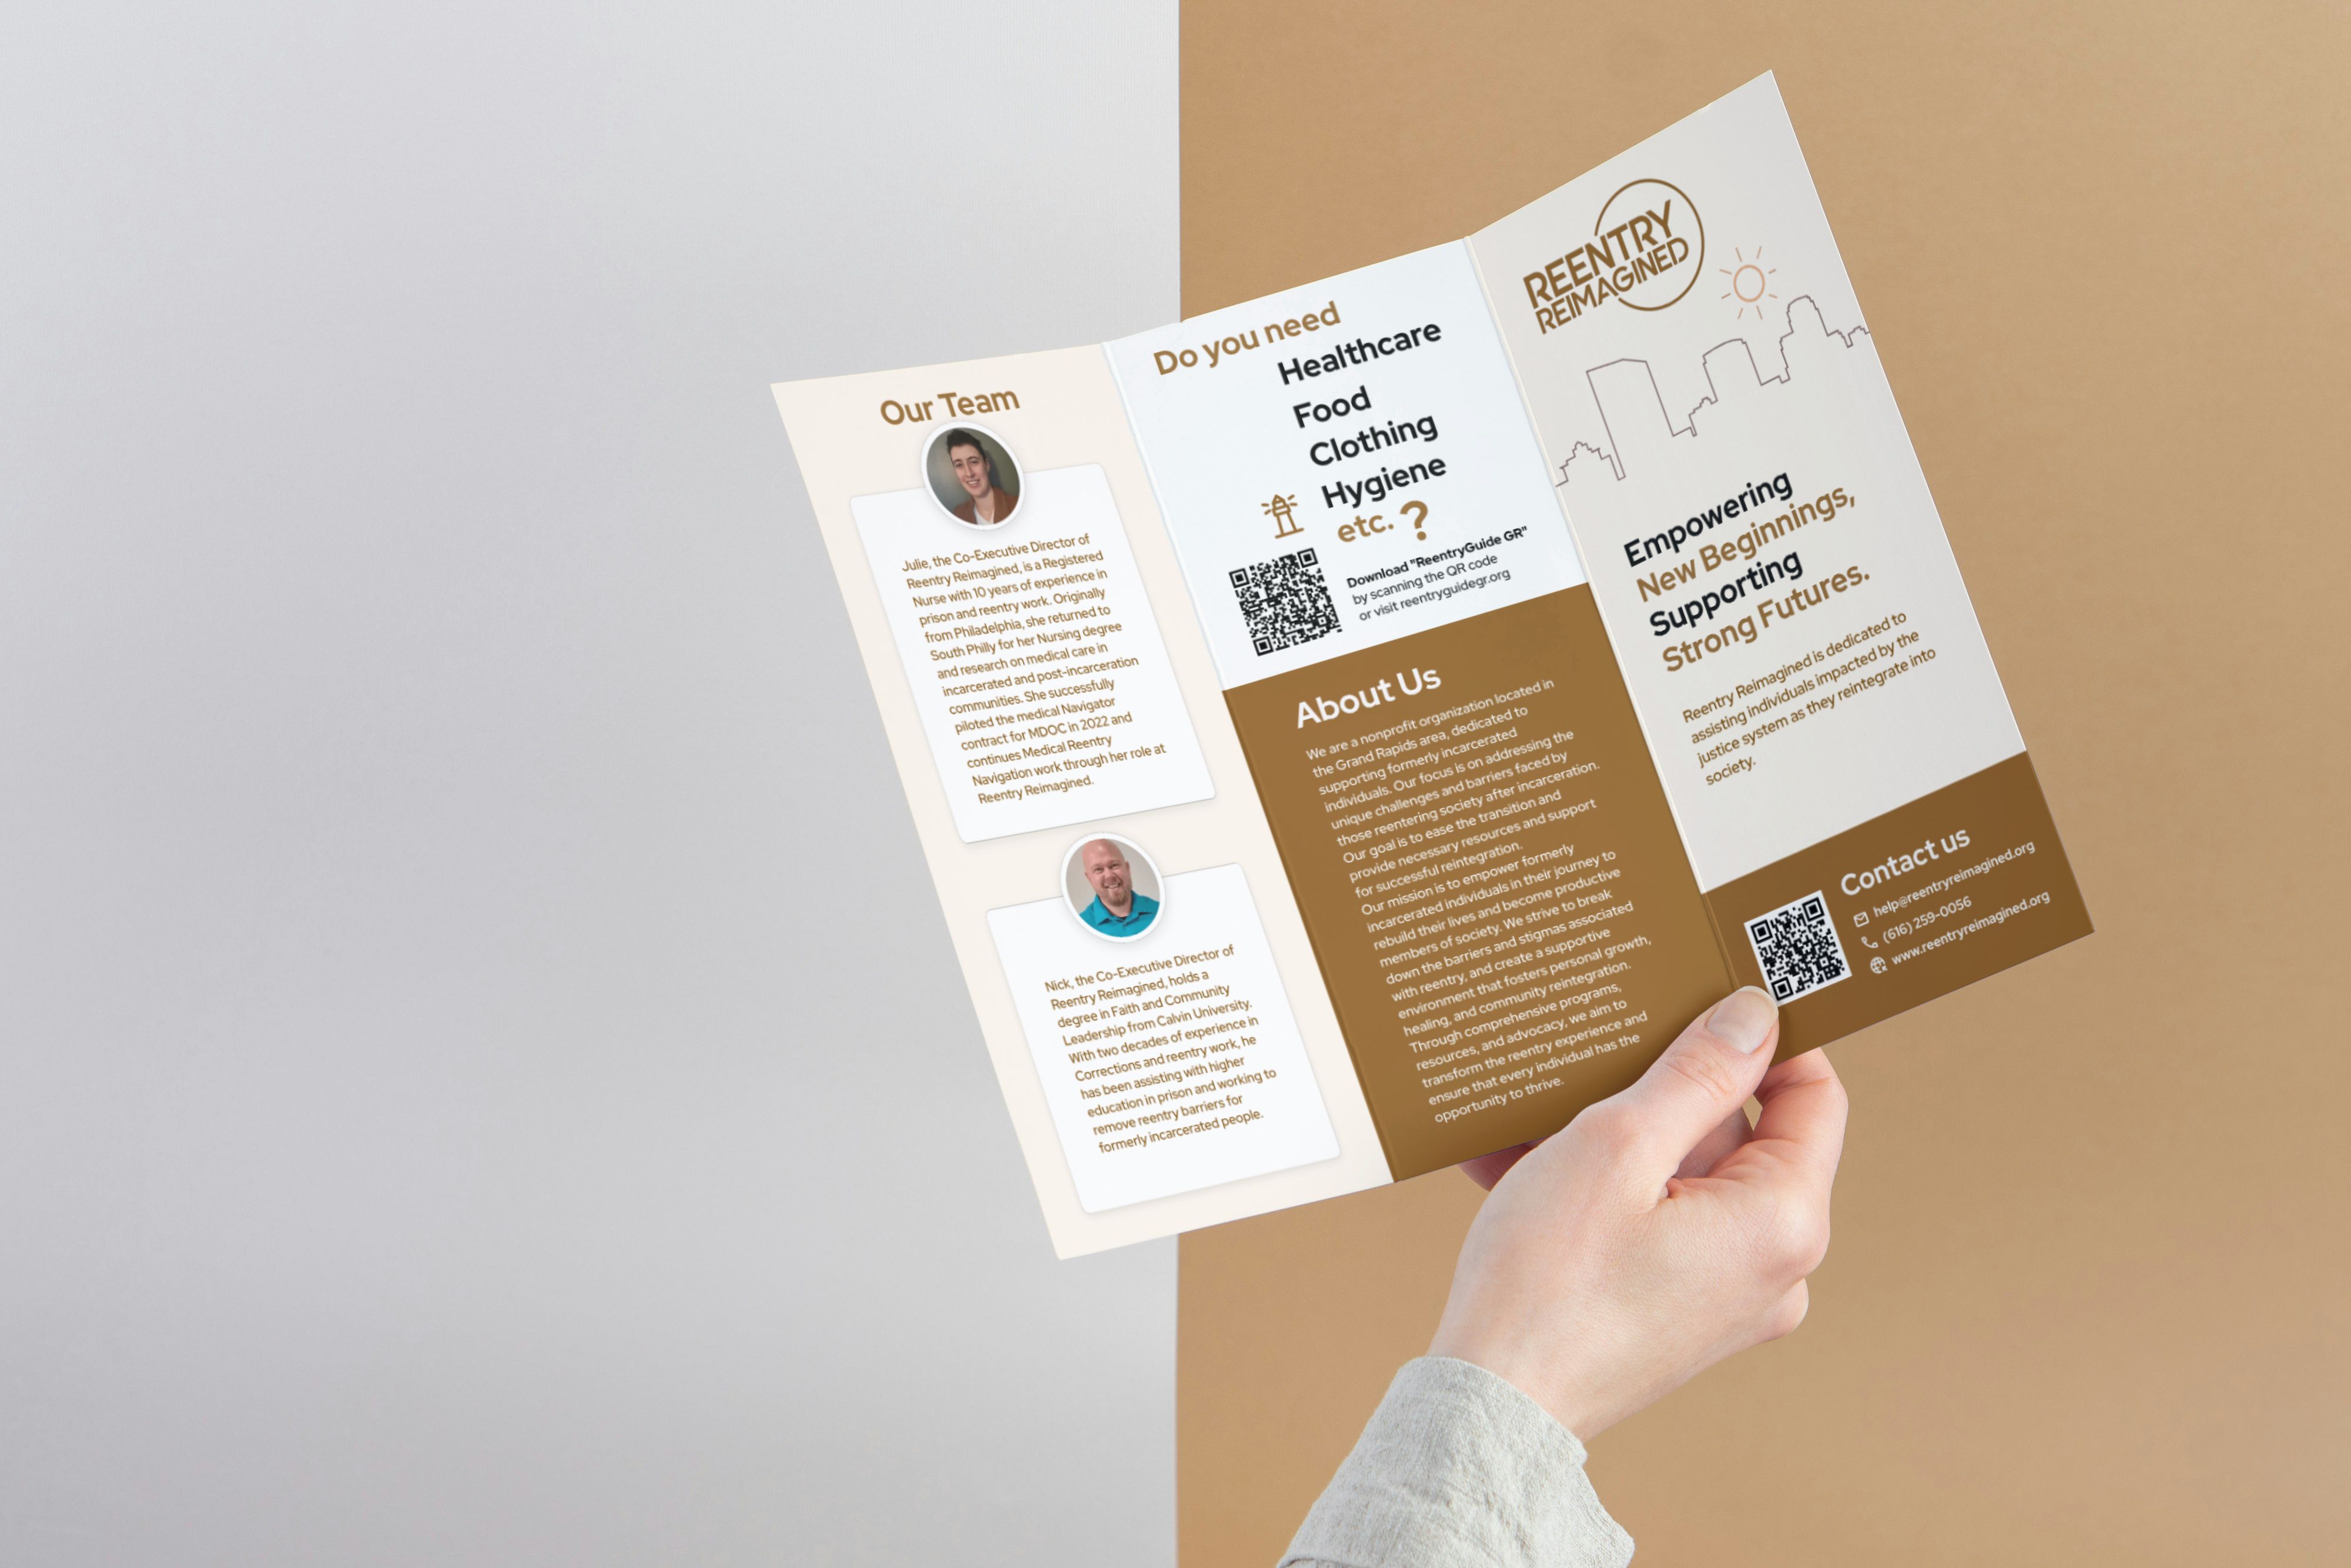 Our Team
Julie, the Co-Executive Director of
Reentry Reimagined, is a Registered
Nurse with 10 years of experience in
prison and reentry work. Originally
from Philadelphia, she returned to
South Philly for her Nursing degree
and research on medical care in
incarcerated and post-incarceration
communities. She successfully
piloted the medical Navigator
contract for MDOC in 2022 and
continues Medical Reentry
Navigation work through her role at
Reentry Reimagined.
Nick, the Co-Executive Director of
Reentry Reimagined, holds a
degree in Faith and Community
Leadership from Calvin University.
With two decades of experience in
Corrections and reentry work, he
has been assisting with higher
education in prison and working to
remove reentry barriers for
formerly incarcerated people.
Do you need
Healthcare
Food
Clothing
Hygiene
etc. ?
Download "ReentryGuide GR"
by scanning the QR code
or visit reentryguidegr.org
About Us
We are a nonprofit organization located in
the Grand Rapids area, dedicated to
supporting formerly incarcerated
individuals. Our focus is on addressing the
unique challenges and barriers faced by
those reentering society after incarceration.
Our goal is to ease the transition and
provide necessary resources and support
for successful reintegration.
Our mission is to empower formerly
incarcerated individuals in their journey to
rebuild their lives and become productive
members of society. We strive to break
down the barriers and stigmas associated
with reentry, and create a supportive
environment that fosters personal growth,
healing, and community reintegration.
Through comprehensive programs,
resources, and advocacy, we aim to
transform the reentry experience and
ensure that every individual has the
opportunity to thrive.
REENTRY
REIMAGINED
Empowering
New Beginnings,
Supporting
Strong Futures.
Reentry Reimagined is dedicated to
assisting individuals impacted by the
justice system as they reintegrate into
society.
Contact us
help@reentryreimagined.org
(616) 259-0056
www.reentryreimagined.org